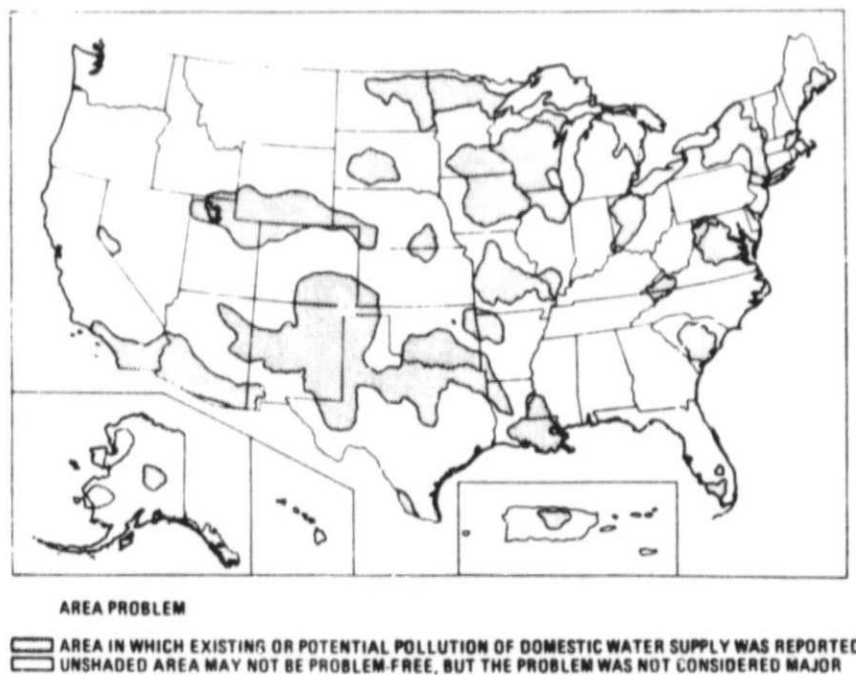 AREA PROBLEM
AREA IN WHICH EXISTING OR POTENTIAL POLLUTION OF DOMESTIC WATER SUPPLY WAS REPORTED
UNSHADED AREA MAY NOT BE PROBLEM-FREE, BUT THE PROBLEM WAS NOT CONSIDERED MAJOR